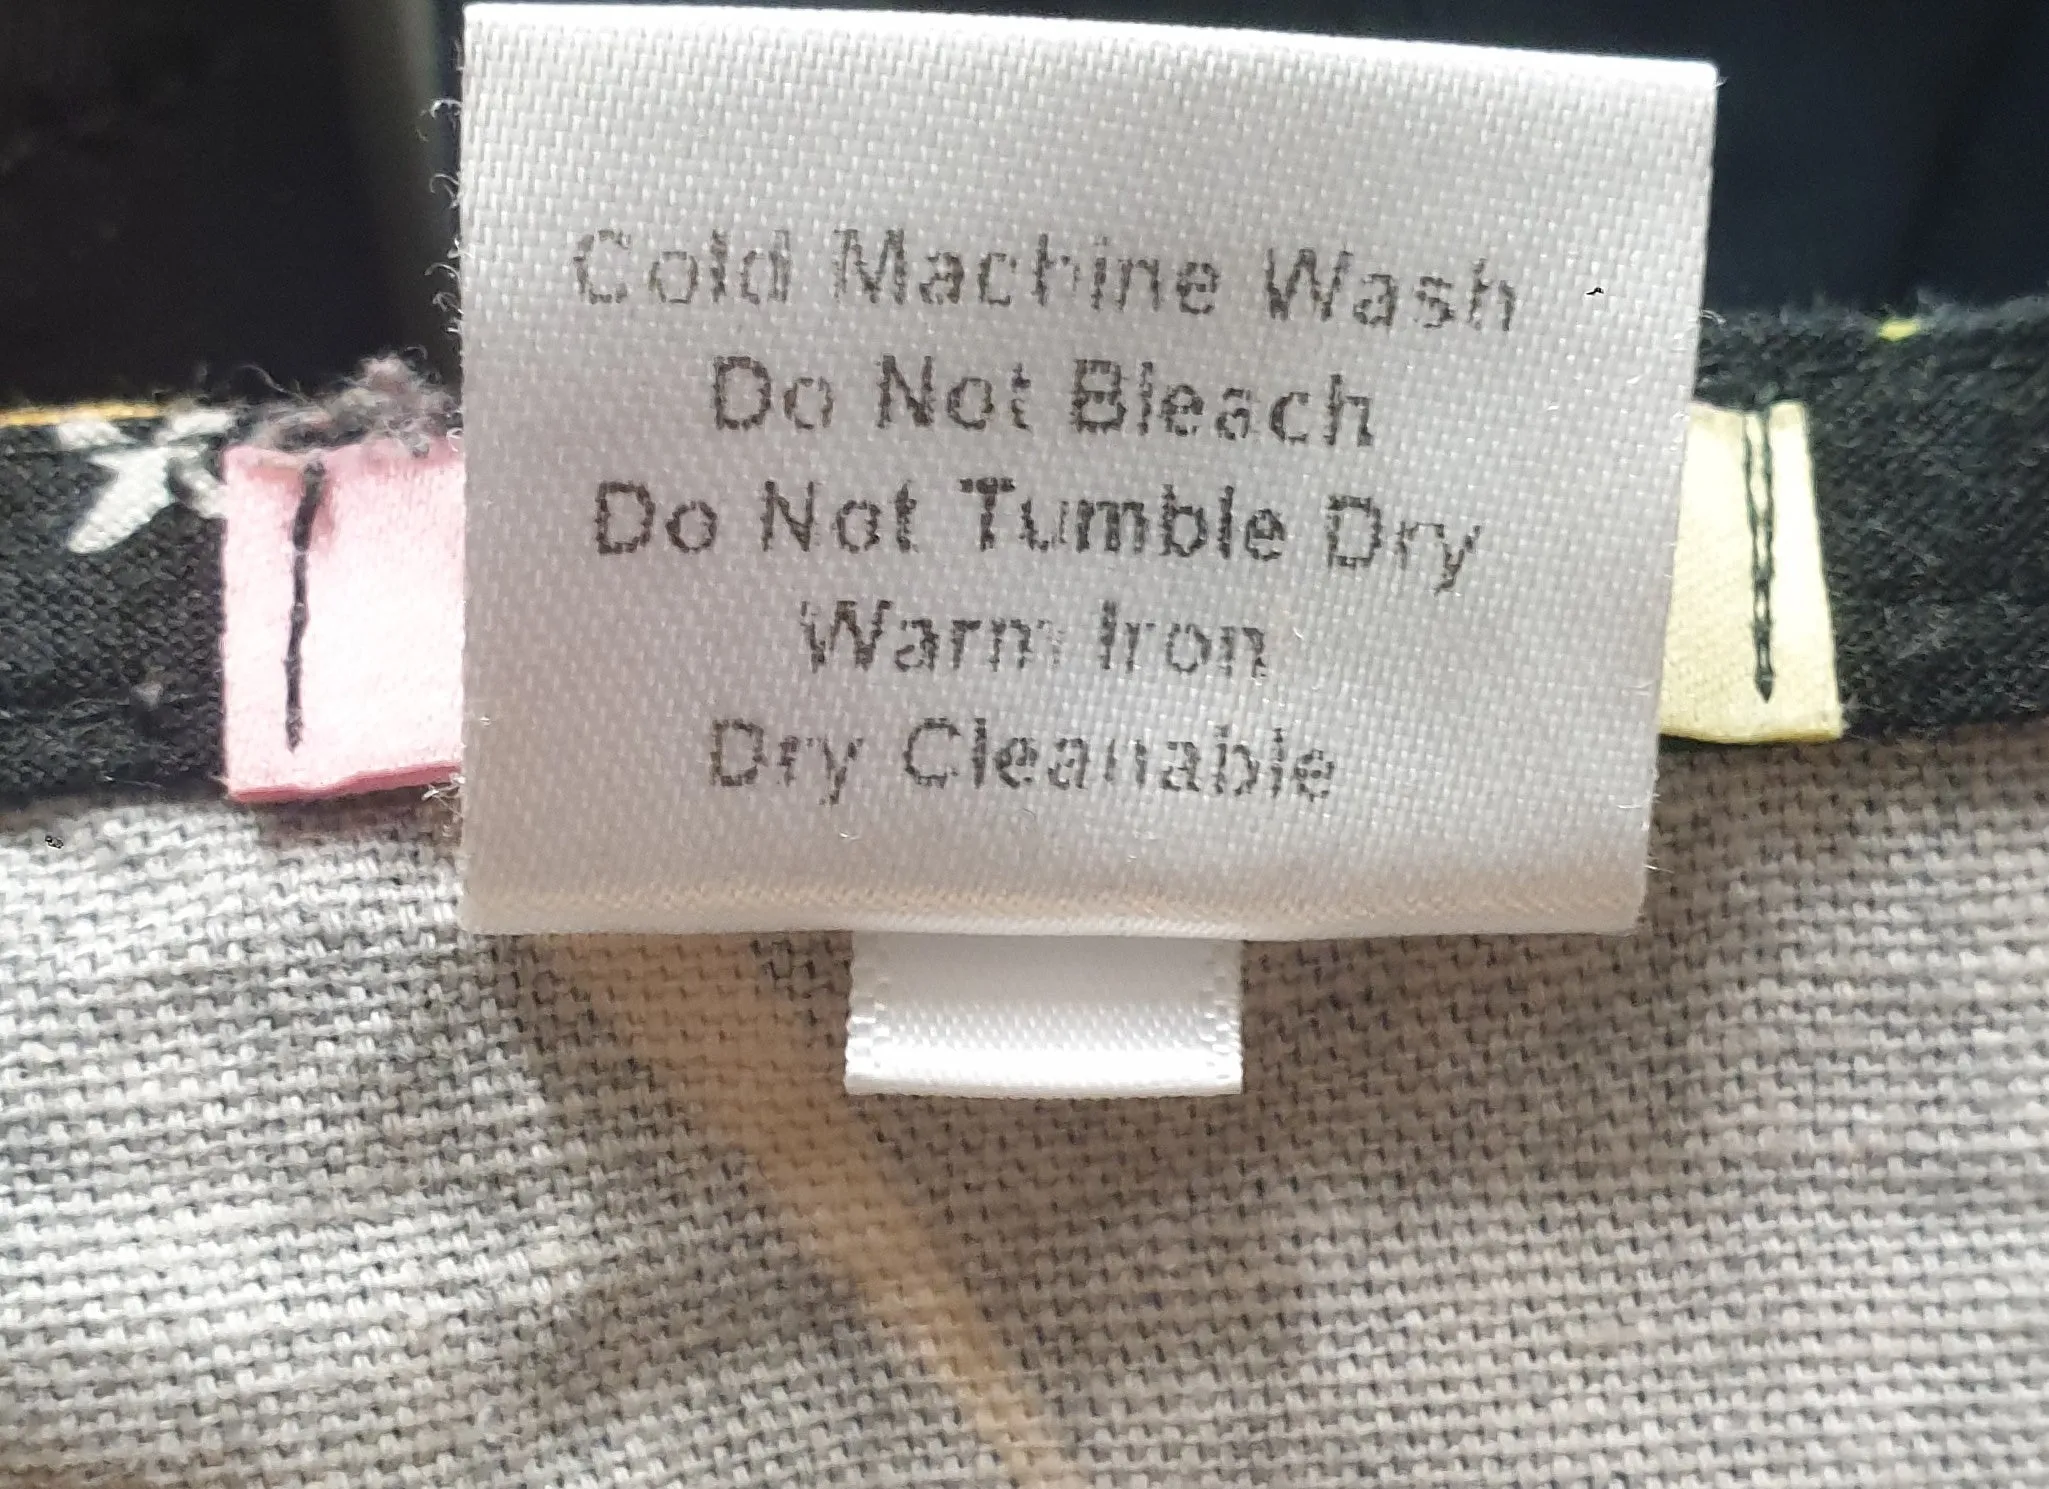 Cold Machine Wash
Do Not Bleach
Do Not Tumble Dry
Warm Iron
Dry Cleanable